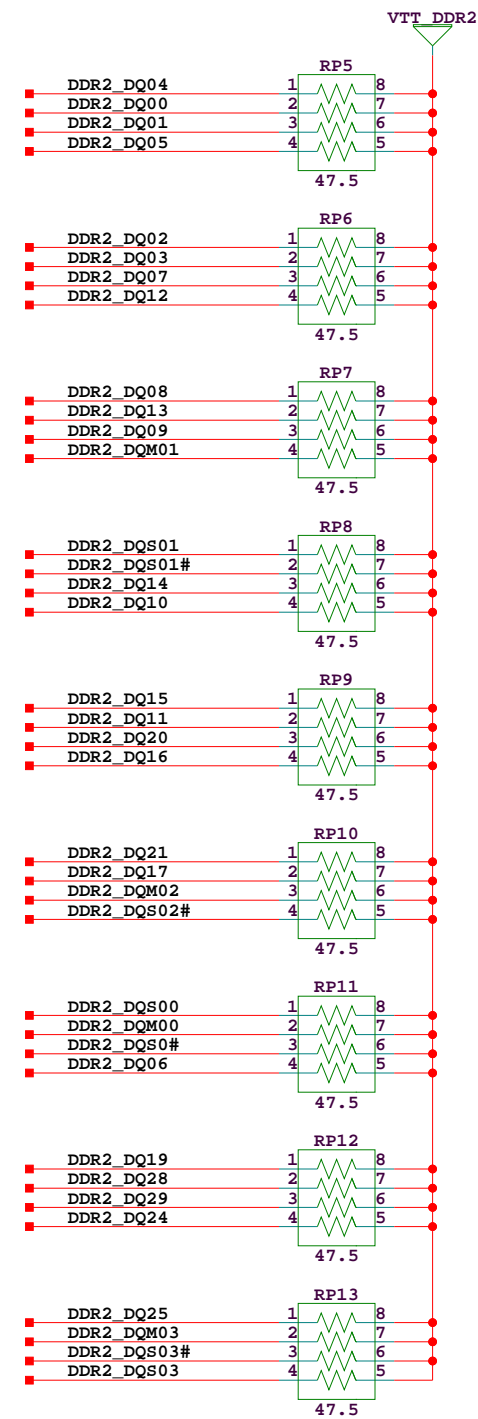 VTT_DDR2
RP5
DDR2_DQ04 1 8
DDR2_DQ00 2 7
DDR2_DQ01 3 6
DDR2_DQ05 4 5
47.5
RP6
DDR2_DQ02 1 8
DDR2_DQ03 2 7
DDR2_DQ07 3 6
DDR2_DQ12 4 5
47.5
RP7
DDR2_DQ08 1 8
DDR2_DQ13 2 7
DDR2_DQ09 3 6
DDR2_DQM01 4 5
47.5
RP8
DDR2_DQS01 1 8
DDR2_DQS01# 2 7
DDR2_DQ14 3 6
DDR2_DQ10 4 5
47.5
RP9
DDR2_DQ15 1 8
DDR2_DQ11 2 7
DDR2_DQ20 3 6
DDR2_DQ16 4 5
47.5
RP10
DDR2_DQ21 1 8
DDR2_DQ17 2 7
DDR2_DQM02 3 6
DDR2_DQS02# 4 5
47.5
RP11
DDR2_DQS00 1 8
DDR2_DQM00 2 7
DDR2_DQS0# 3 6
DDR2_DQ06 4 5
47.5
RP12
DDR2_DQ19 1 8
DDR2_DQ28 2 7
DDR2_DQ29 3 6
DDR2_DQ24 4 5
47.5
RP13
DDR2_DQ25 1 8
DDR2_DQM03 2 7
DDR2_DQS03# 3 6
DDR2_DQS03 4 5
47.5